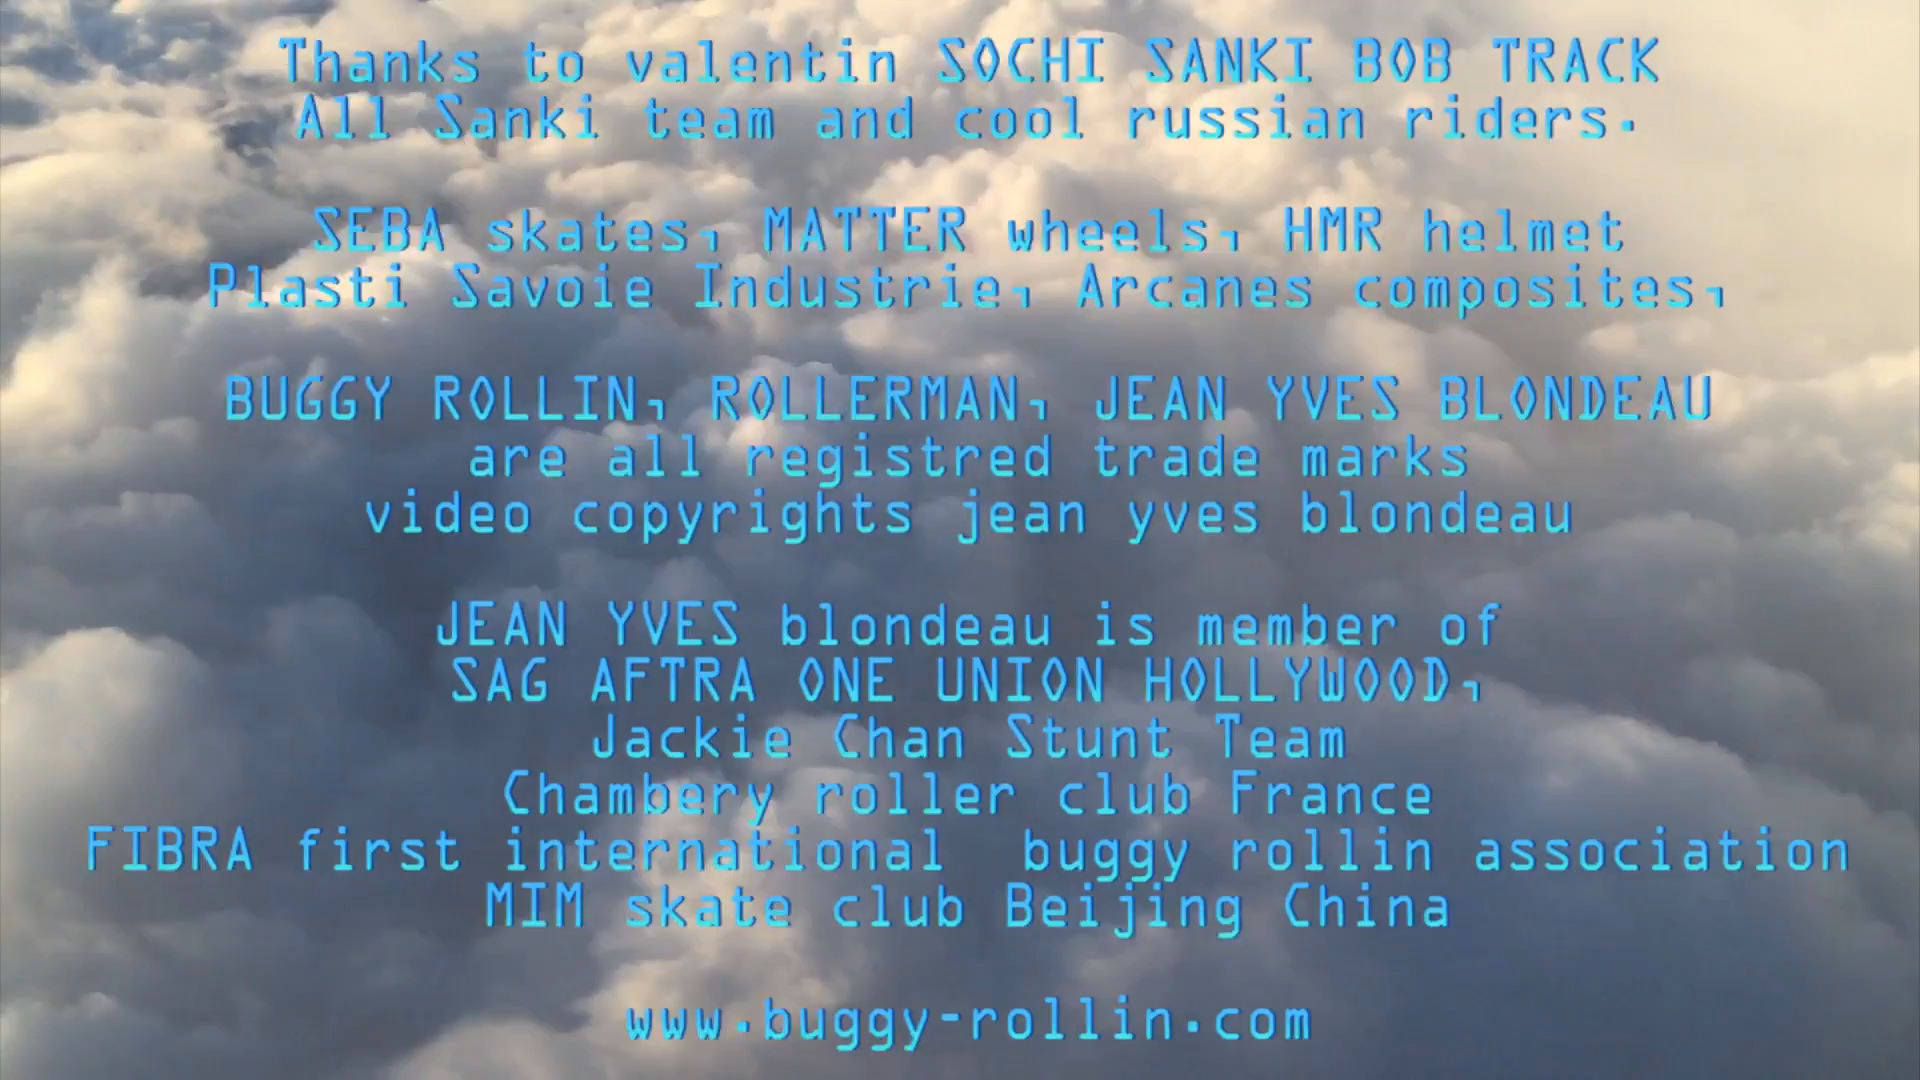 Thanks to valentin SOCHI SANKI BOB TRACK
All Sanki team and cool russian riders.
SEBA skates, MATTER wheels, HMR helmet
Plasti Savoie Industrie, Arcanes composites,
BUGGY ROLLIN, ROLLERMAN, JEAN YVES BLONDEAU
are all registred trade marks
video copyrights jean yves blondeau
JEAN YVES blondeau is member of
SAG AFTRA ONE UNION HOLLYWOOD,
Jackie Chan Stunt Team
Chambery roller club France
FIBRA first international buggy rollin association
MIM skate club Beijing China
www.buggy-rollin.com